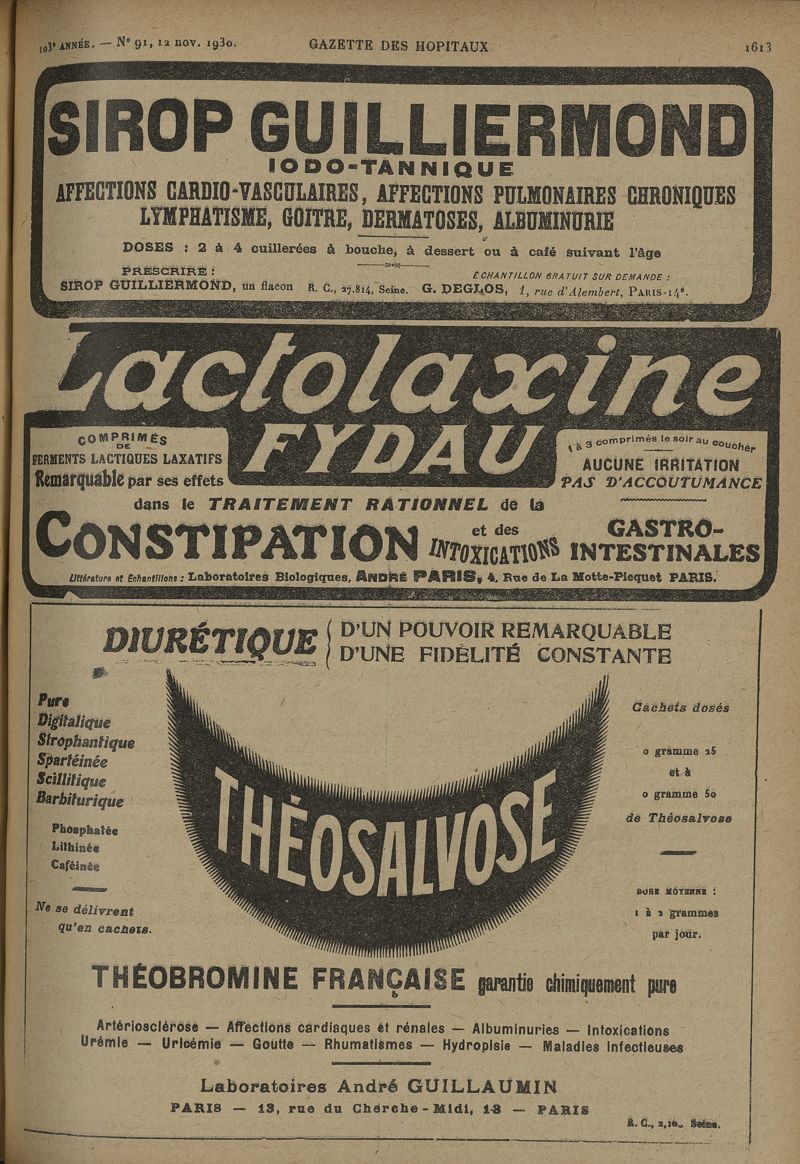 103e ANNÉE. — N° 91, 12 NOV. 1930. GAZETTE DES HOPITAUX 1613
SIROP GUILLIERMOND
IODO-TANNIQUE
AFFECTIONS CARDIO-VASCULAIRES, AFFECTIONS PULMONAIRES CHRONIQUES
LYMPHATISME, GOITRE, DERMATOSES, ALBUMINURIE
DOSES : 2 à 4 cuillerées à bouche, à dessert ou à café suivant l'âge
PRESCRIRE :
SIROP GUILLIERMOND, un flacon R. C., 27.814, Seine.
ÉCHANTILLON GRATUIT SUR DEMANDE :
G. DEGLOS, 1, rue d'Alembert, PARIS-14e.
Lactolaxine
FYDAU
COMPRIMÉS
DE
FERMENTS LACTIQUES LAXATIFS
Remarquable par ses effets
1 à 3 comprimés le soir au coucher
AUCUNE IRRITATION
PAS D'ACCOUTUMANCE
dans le TRAITEMENT RATIONNEL de la
CONSTIPATION et des INTOXICATIONS GASTRO-INTESTINALES
Littérature et Echantillons : Laboratoires Biologiques, ANDRÉ PARIS, 4, Rue de La Motte-Picquet PARIS.
DIURÉTIQUE
D'UN POUVOIR REMARQUABLE
D'UNE FIDÉLITÉ CONSTANTE
Pure
Digitalique
Strophantique
Spartéinée
Scillitique
Barbiturique
Phosphatée
Lithinée
Caféinée
Ne se délivrent
qu'en cachets.
THÉOSALVOSE
Cachets dosés
0 gramme 25
et à
0 gramme 50
de Théosalvose
DOSE MOYENNE :
1 à 2 grammes
par jour.
THÉOBROMINE FRANÇAISE garantie chimiquement pure
Artériosclérose — Affections cardiaques et rénales — Albuminuries — Intoxications
Urémie — Uricémie — Goutte — Rhumatismes — Hydropisie — Maladies infectieuses
Laboratoires André GUILLAUMIN
PARIS — 13, rue du Cherche-Midi, 13 — PARIS
R. C., Seine.